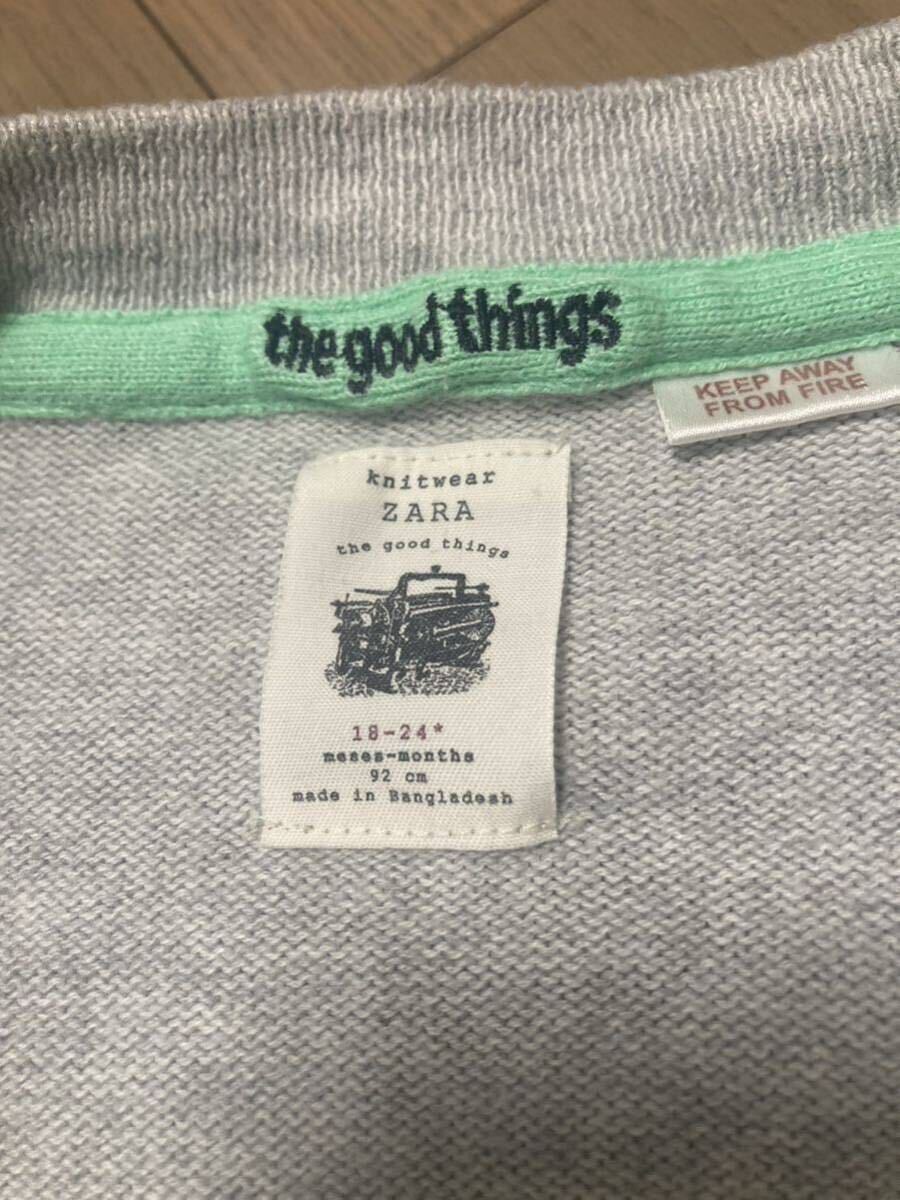 the good things
KEEP AWAY
FROM FIRE
knitwear
ZARA
the good things
18-24*
meses-months
92 cm
made in Bangladesh